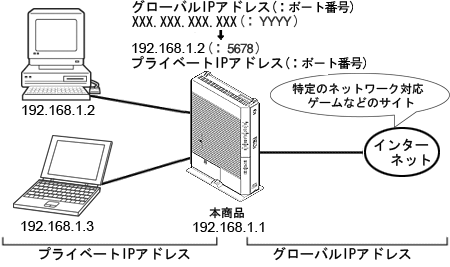 グローバルIPアドレス(:ポート番号)
XXX.XXX.XXX.XXX(:YYYY)
192.168.1.2(:5678)
プライベートIPアドレス(:ポート番号)
特定のネットワーク対応
ゲームなどのサイト
192.168.1.2
インター
ネット
192.168.1.3
本商品
192.168.1.1
プライベートIPアドレス
グローバルIPアドレス